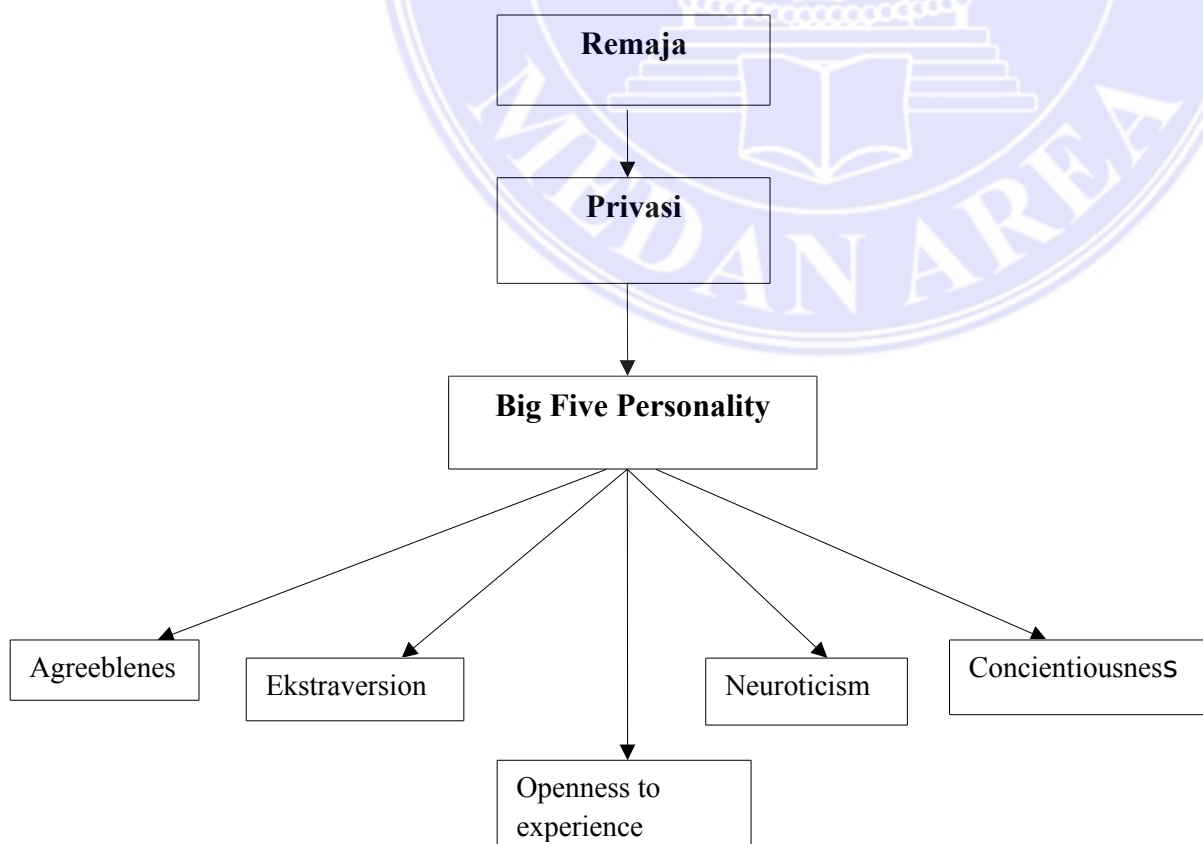 Remaja
MEDAN AREA
Privasi
Big Five Personality
Agreeblenes
Ekstraversion
Neuroticism
Concientiousness
Openness to
experience